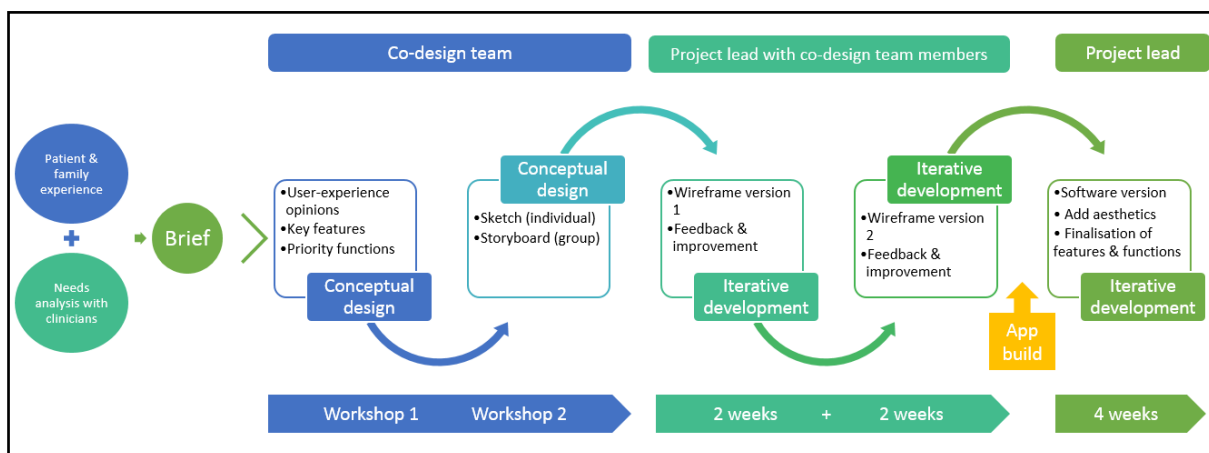 Co-design team
Project lead with co-design team members
Project lead
Patient &
family
experience
+
Needs
analysis with
clinicians
Brief
•User-experience
opinions
•Key features
•Priority functions
Conceptual
design
Conceptual
design
•Sketch (individual)
•Storyboard (group)
•Wireframe version
1
•Feedback &
improvement
Iterative
development
Iterative
development
•Wireframe version
2
•Feedback &
improvement
App
build
•Software version
• Add aesthetics
• Finalisation of
features & functions
Iterative
development
Workshop 1 Workshop 2
2 weeks + 2 weeks
4 weeks